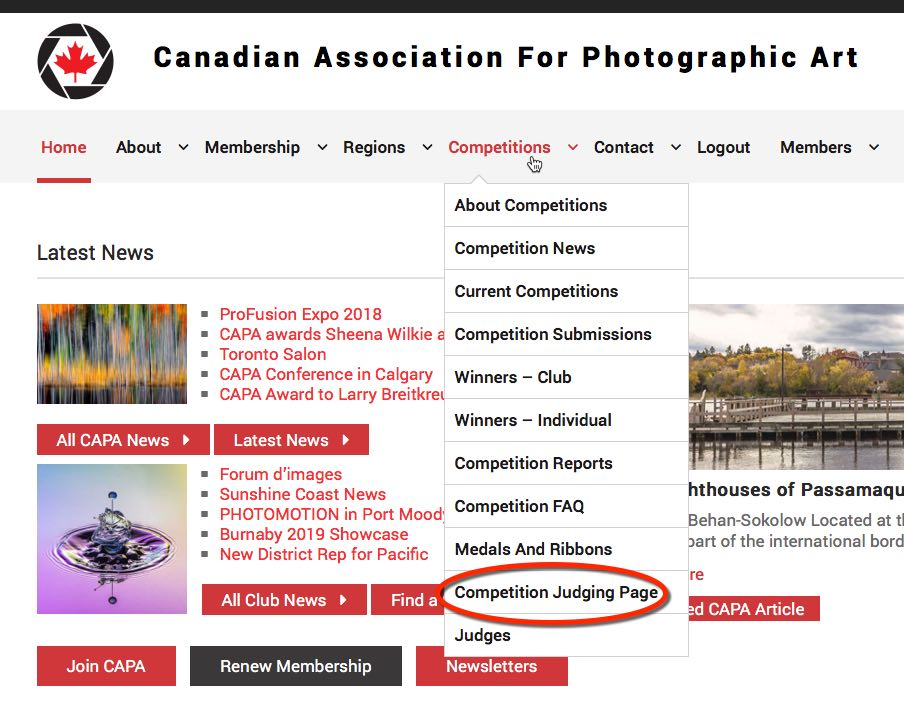 Canadian Association For Photographic Art
Home About Membership Regions Competitions Contact Logout Members
About Competitions
Competition News
Current Competitions
Competition Submissions
Winners – Club
Winners – Individual
Competition Reports
Competition FAQ
Medals And Ribbons
Competition Judging Page
Judges
Latest News
ProFusion Expo 2018
CAPA awards Sheena Wilkie a
Toronto Salon
CAPA Conference in Calgary
CAPA Award to Larry Breitkreu
All CAPA News Latest News
Forum d'images
Sunshine Coast News
PHOTOMOTION in Port Moody
Burnaby 2019 Showcase
New District Rep for Pacific
All Club News Find a
Join CAPA Renew Membership Newsletters
hthouses of Passamaqu
Behan-Sokolow Located at th
part of the international bord
re
ed CAPA Article